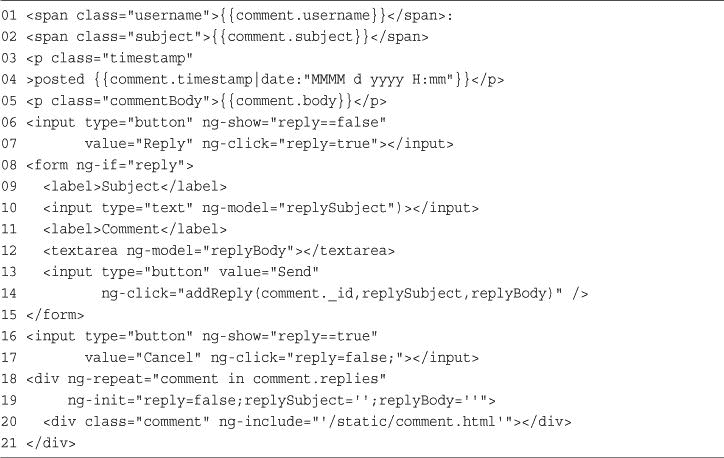 01 <span class="username">{{comment.username}}</span>:
02 <span class="subject">{{comment.subject}}</span>
03 <p class="timestamp"
04 >posted {{comment.timestamp|date:"MMMM d yyyy H:mm"}}</p>
05 <p class="commentBody">{{comment.body}}</p>
06 <input type="button" ng-show="reply==false"
07        value="Reply" ng-click="reply=true"></input>
08 <form ng-if="reply">
09   <label>Subject</label>
10   <input type="text" ng-model="replySubject")></input>
11   <label>Comment</label>
12   <textarea ng-model="replyBody"></textarea>
13   <input type="button" value="Send"
14          ng-click="addReply(comment._id,replySubject,replyBody)" />
15 </form>
16 <input type="button" ng-show="reply==true"
17        value="Cancel" ng-click="reply=false;"></input>
18 <div ng-repeat="comment in comment.replies"
19      ng-init="reply=false;replySubject='';replyBody=''">
20   <div class="comment" ng-include="'/static/comment.html'"></div>
21 </div>